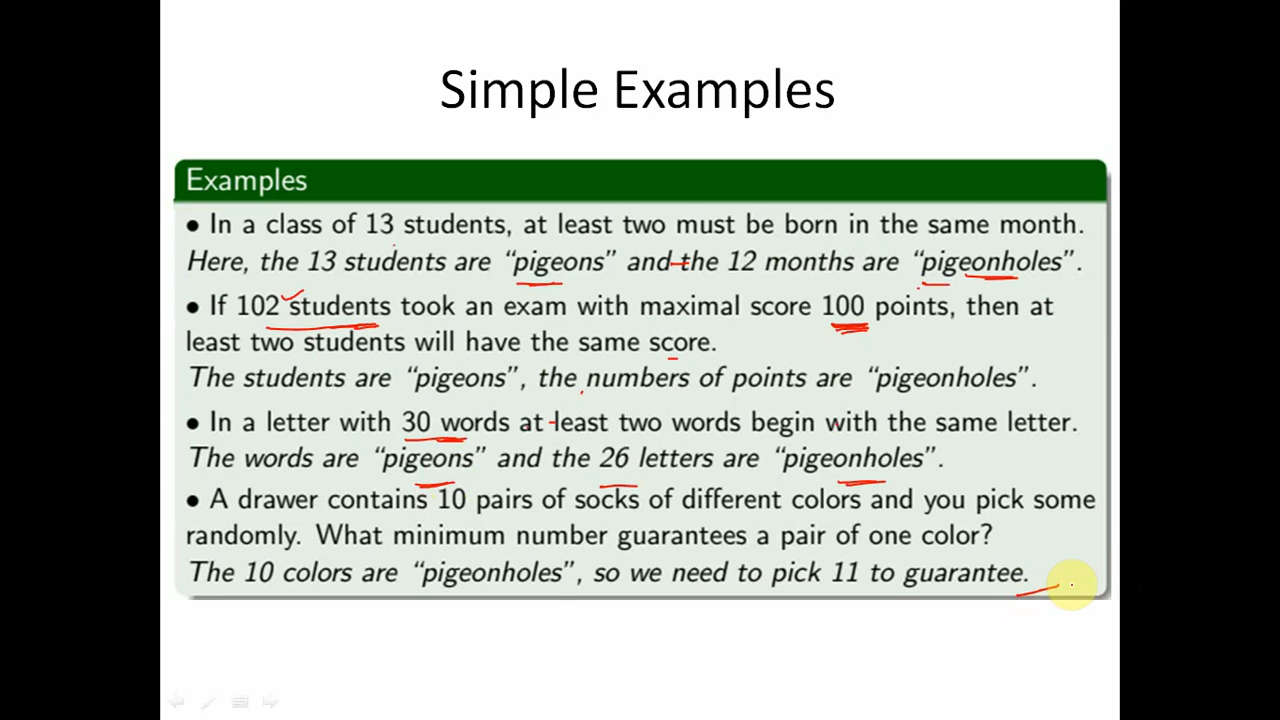 Simple Examples
Examples
• In a class of 13 students, at least two must be born in the same month.
Here, the 13 students are “pigeons” and the 12 months are “pigeonholes”.
• If 102 students took an exam with maximal score 100 points, then at
least two students will have the same score.
The students are “pigeons”, the numbers of points are “pigeonholes”.
• In a letter with 30 words at least two words begin with the same letter.
The words are “pigeons” and the 26 letters are “pigeonholes”.
• A drawer contains 10 pairs of socks of different colors and you pick some
randomly. What minimum number guarantees a pair of one color?
The 10 colors are “pigeonholes”, so we need to pick 11 to guarantee.